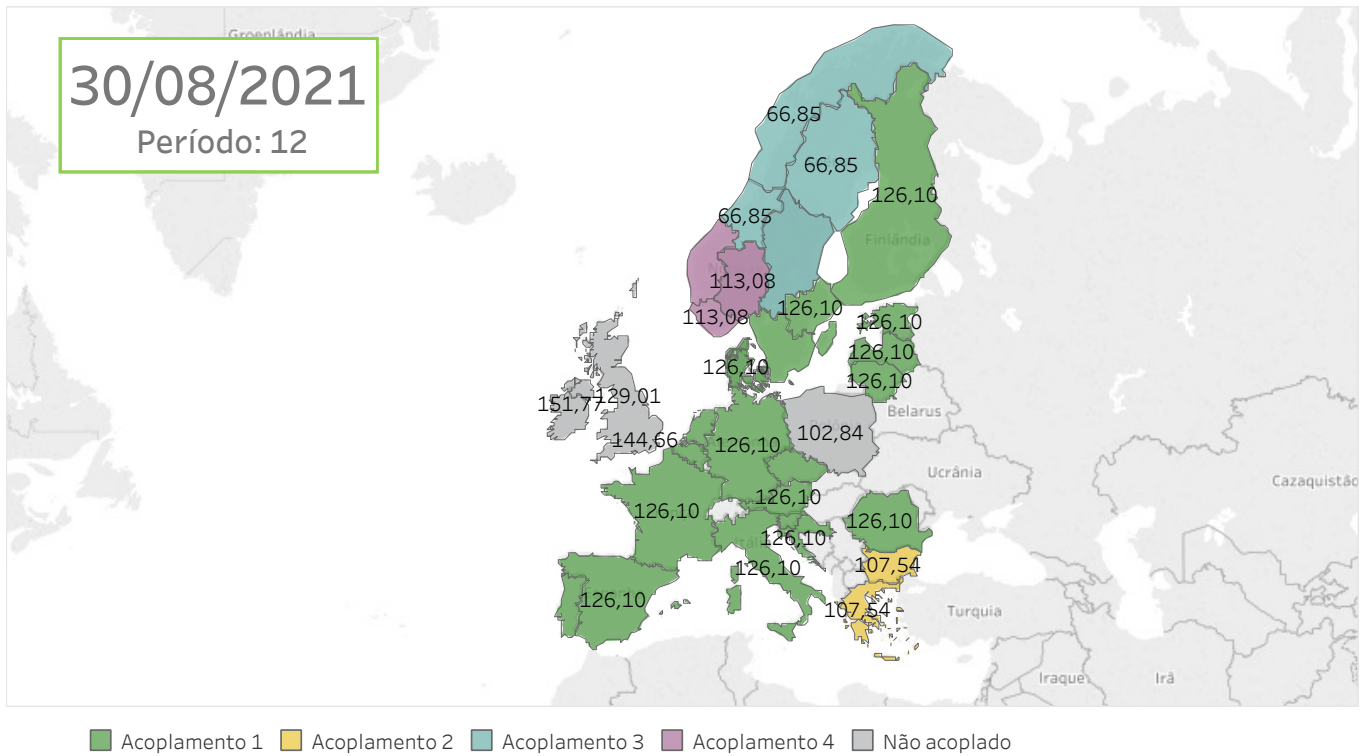 Groenlândia
30/08/2021
Período: 12
66,85
66,85
126,10
66,85
Finlândia
113,08
126,10
113,08
126,10
126,10
126,10
126,10
129,01
151,77
Belarus
144,66
126,10
102,84
Ucrânia
Cazaquistão
126,10
126,10
126,10
126,10
126,10
107,54
126,10
107,54
Turquia
Iraque
Irã
Acoplamento 1
Acoplamento 2
Acoplamento 3
Acoplamento 4
Não acoplado